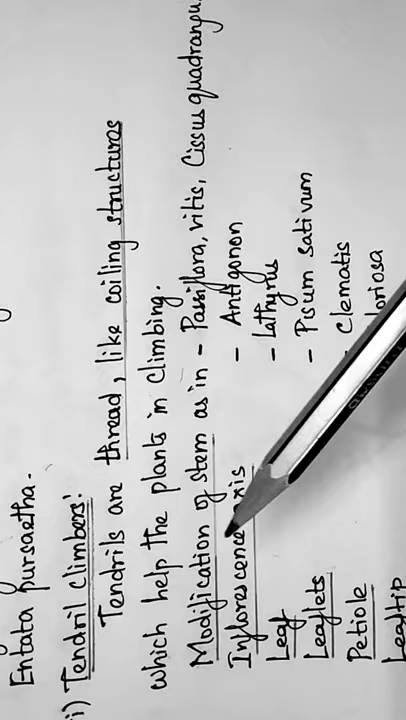 Entata pursaetha.
i) Tendril climbers:
Tendrils are thread, like coiling structures
which help the plants in climbing.
Modification of stem as in - Passiflora, vitis, Cissus quadrangu
Inflorescence axis - Antigonon
Leaf - Lathyrus
Leaflets - Pisum sativum
Petiole - Clematis
Leaftip loriosa